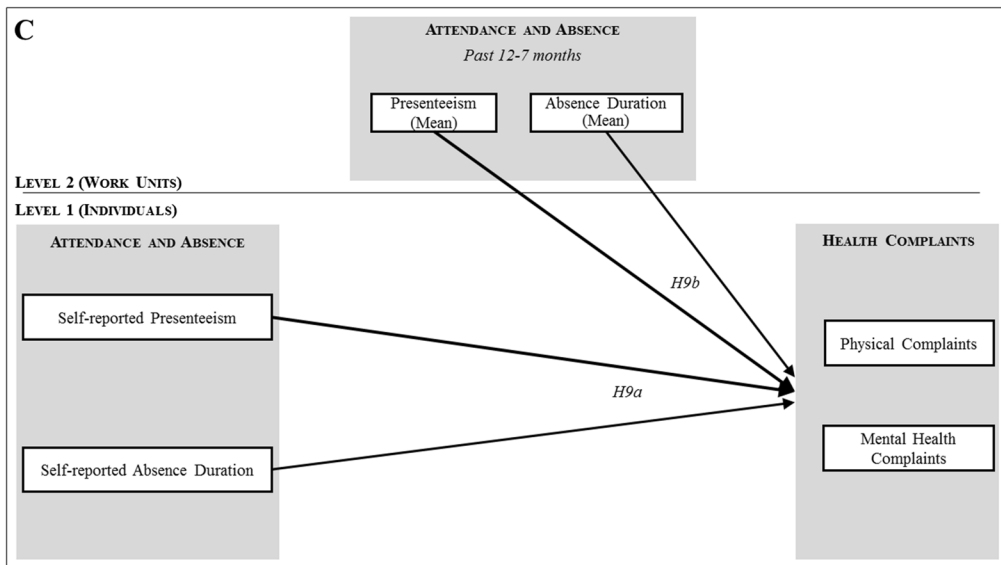 C
ATTENDANCE AND ABSENCE
Past 12-7 months
Presenteeism
(Mean)
Absence Duration
(Mean)
LEVEL 2 (WORK UNITS)
LEVEL 1 (INDIVIDUALS)
ATTENDANCE AND ABSENCE
HEALTH COMPLAINTS
H9b
Self-reported Presenteeism
Physical Complaints
H9a
Self-reported Absence Duration
Mental Health
Complaints